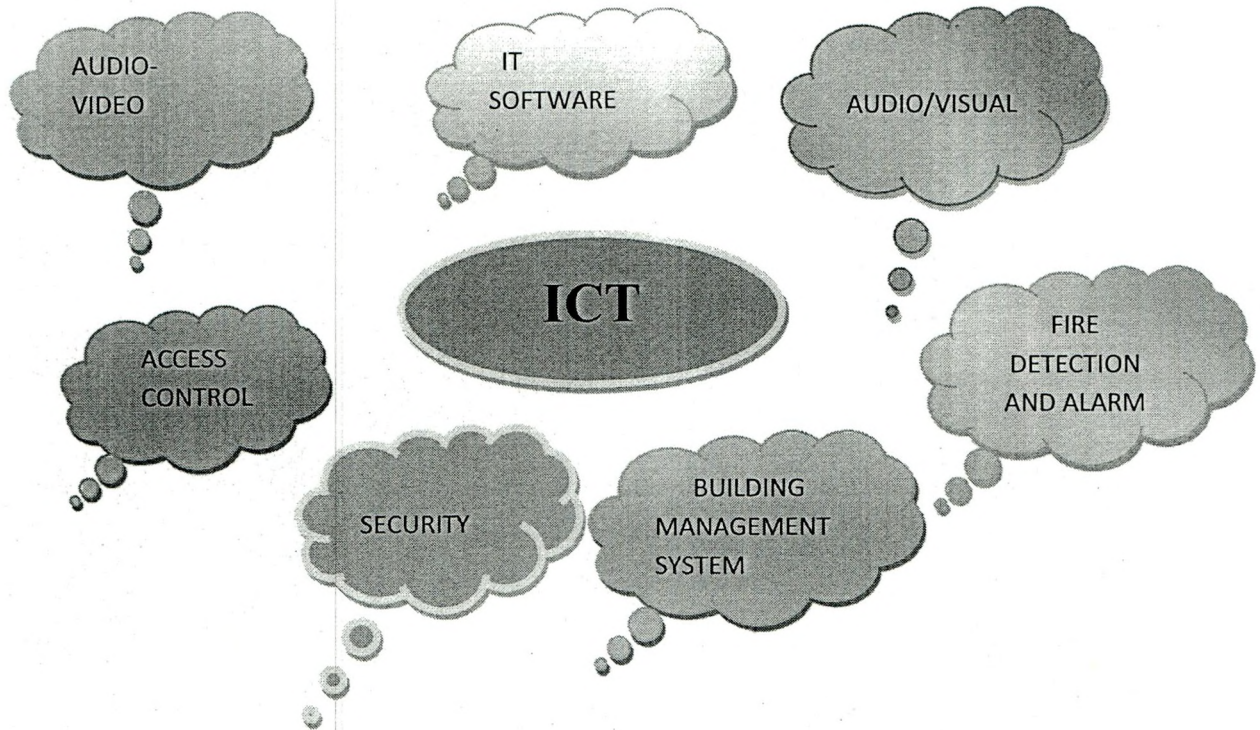 AUDIO-
VIDEO
IT
SOFTWARE
AUDIO/VISUAL
ICT
ACCESS
CONTROL
FIRE
DETECTION
AND ALARM
SECURITY
BUILDING
MANAGEMENT
SYSTEM